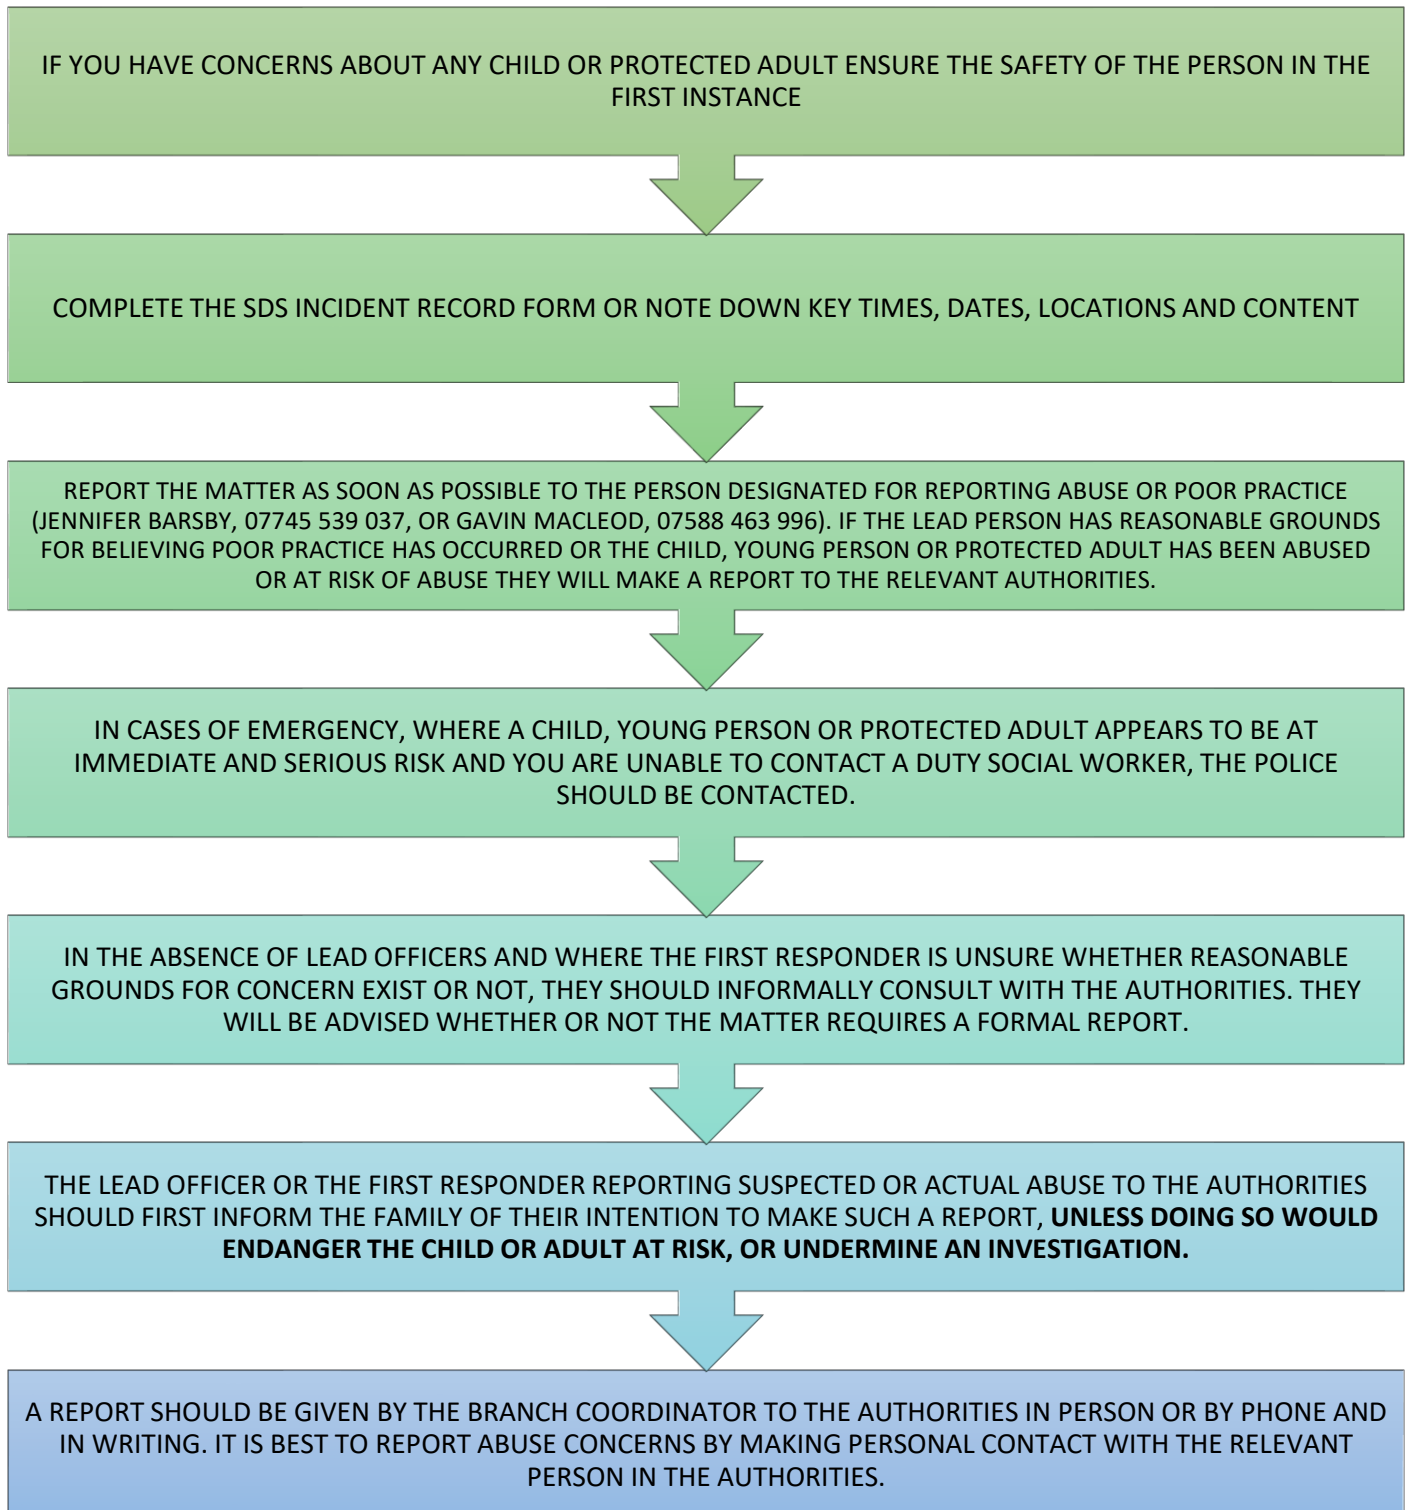 IF YOU HAVE CONCERNS ABOUT ANY CHILD OR PROTECTED ADULT ENSURE THE SAFETY OF THE PERSON IN THE
FIRST INSTANCE
COMPLETE THE SDS INCIDENT RECORD FORM OR NOTE DOWN KEY TIMES, DATES, LOCATIONS AND CONTENT
REPORT THE MATTER AS SOON AS POSSIBLE TO THE PERSON DESIGNATED FOR REPORTING ABUSE OR POOR PRACTICE
(JENNIFER BARSBY, 07745 539 037, OR GAVIN MACLEOD, 07588 463 996). IF THE LEAD PERSON HAS REASONABLE GROUNDS
FOR BELIEVING POOR PRACTICE HAS OCCURRED OR THE CHILD, YOUNG PERSON OR PROTECTED ADULT HAS BEEN ABUSED
OR AT RISK OF ABUSE THEY WILL MAKE A REPORT TO THE RELEVANT AUTHORITIES.
IN CASES OF EMERGENCY, WHERE A CHILD, YOUNG PERSON OR PROTECTED ADULT APPEARS TO BE AT
IMMEDIATE AND SERIOUS RISK AND YOU ARE UNABLE TO CONTACT A DUTY SOCIAL WORKER, THE POLICE
SHOULD BE CONTACTED.
IN THE ABSENCE OF LEAD OFFICERS AND WHERE THE FIRST RESPONDER IS UNSURE WHETHER REASONABLE
GROUNDS FOR CONCERN EXIST OR NOT, THEY SHOULD INFORMALLY CONSULT WITH THE AUTHORITIES. THEY
WILL BE ADVISED WHETHER OR NOT THE MATTER REQUIRES A FORMAL REPORT.
THE LEAD OFFICER OR THE FIRST RESPONDER REPORTING SUSPECTED OR ACTUAL ABUSE TO THE AUTHORITIES
SHOULD FIRST INFORM THE FAMILY OF THEIR INTENTION TO MAKE SUCH A REPORT, UNLESS DOING SO WOULD
ENDANGER THE CHILD OR ADULT AT RISK, OR UNDERMINE AN INVESTIGATION.
A REPORT SHOULD BE GIVEN BY THE BRANCH COORDINATOR TO THE AUTHORITIES IN PERSON OR BY PHONE AND
IN WRITING. IT IS BEST TO REPORT ABUSE CONCERNS BY MAKING PERSONAL CONTACT WITH THE RELEVANT
PERSON IN THE AUTHORITIES.